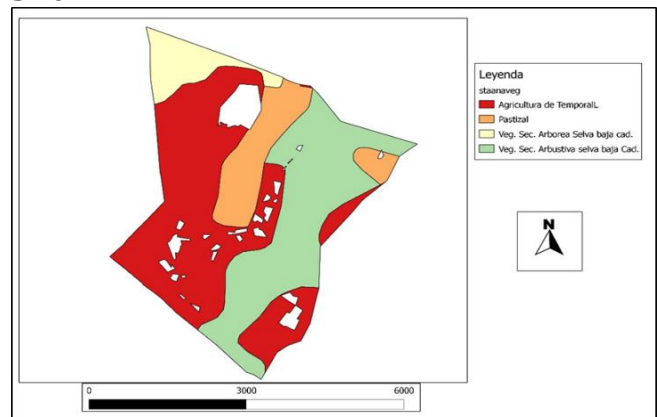 Leyenda
staanaveg
Agricultura de TemporalL
Pastizal
Veg. Sec. Arborea Selva baja cad.
Veg. Sec. Arbustiva selva baja Cad.
N
0 3000 6000